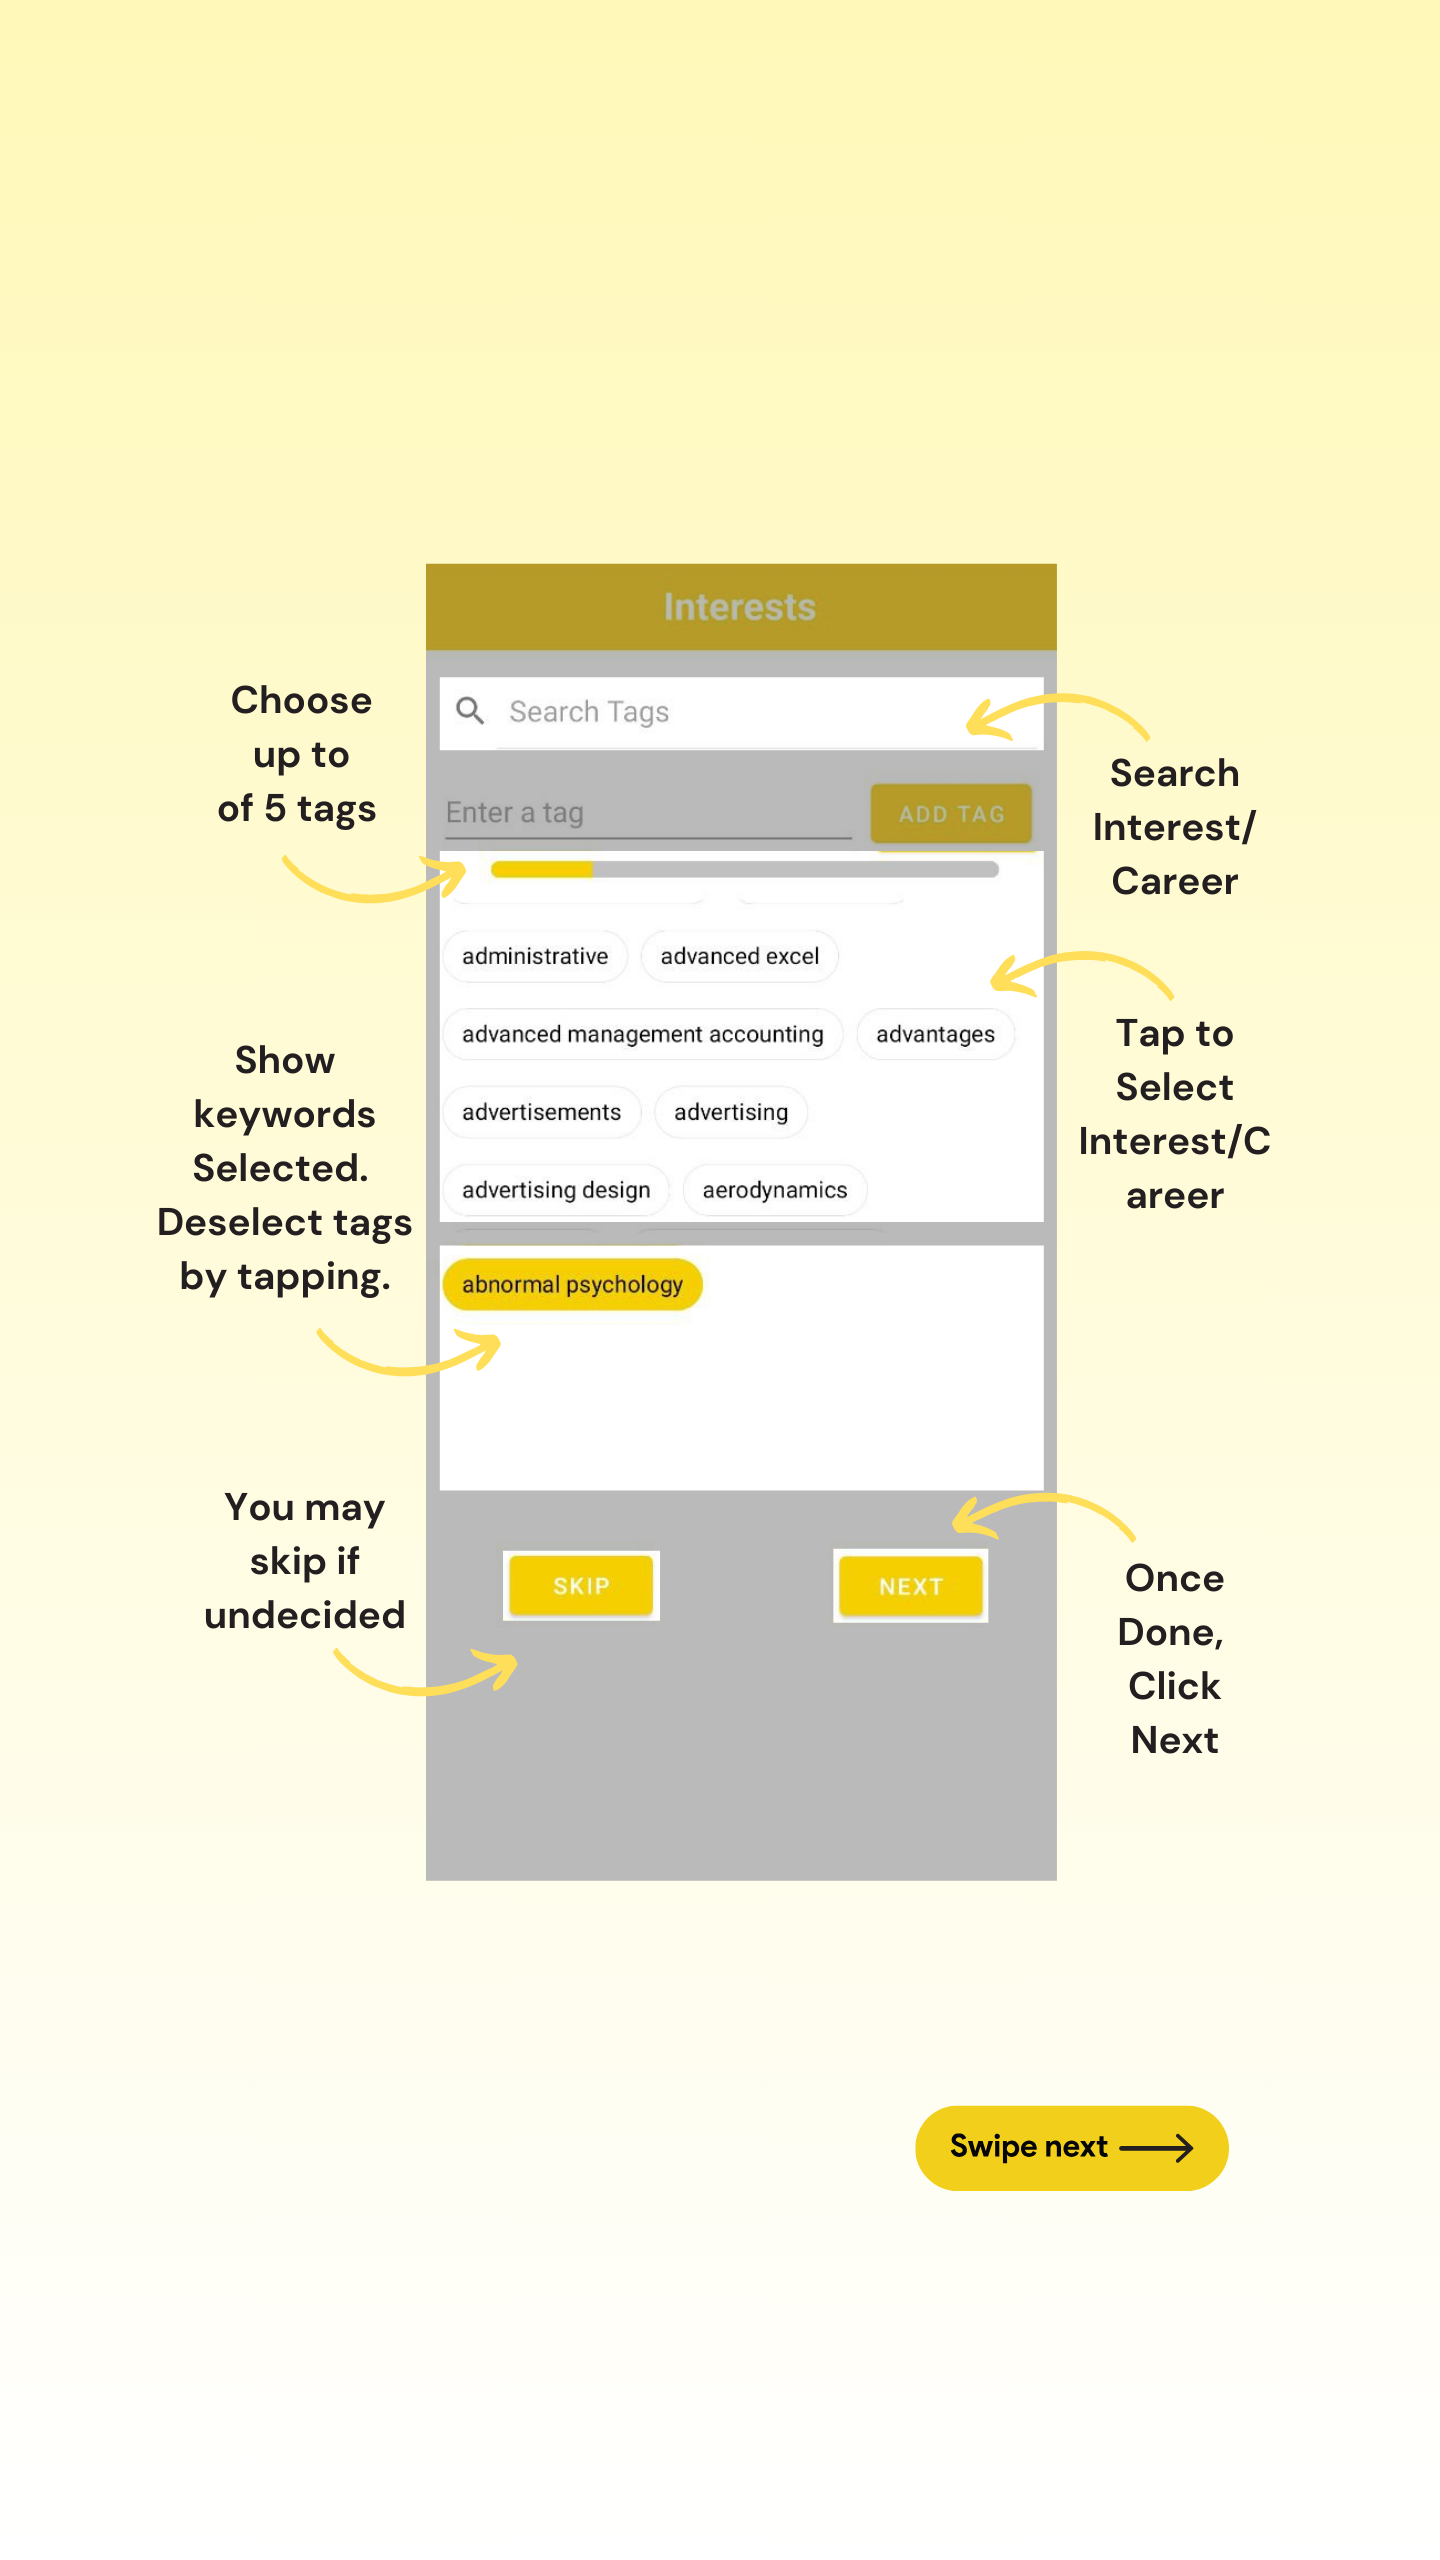 Interests
Choose
up to
of 5 tags
Search Tags
Search
Interest/
Career
Enter a tag
ADD TAG
administrative
advanced excel
advanced management accounting
advantages
advertisements
advertising
advertising design
aerodynamics
Tap to
Select
Interest/C
areer
Show
keywords
Selected.
Deselect tags
by tapping.
abnormal psychology
You may
skip if
undecided
SKIP
NEXT
Once
Done,
Click
Next
Swipe next